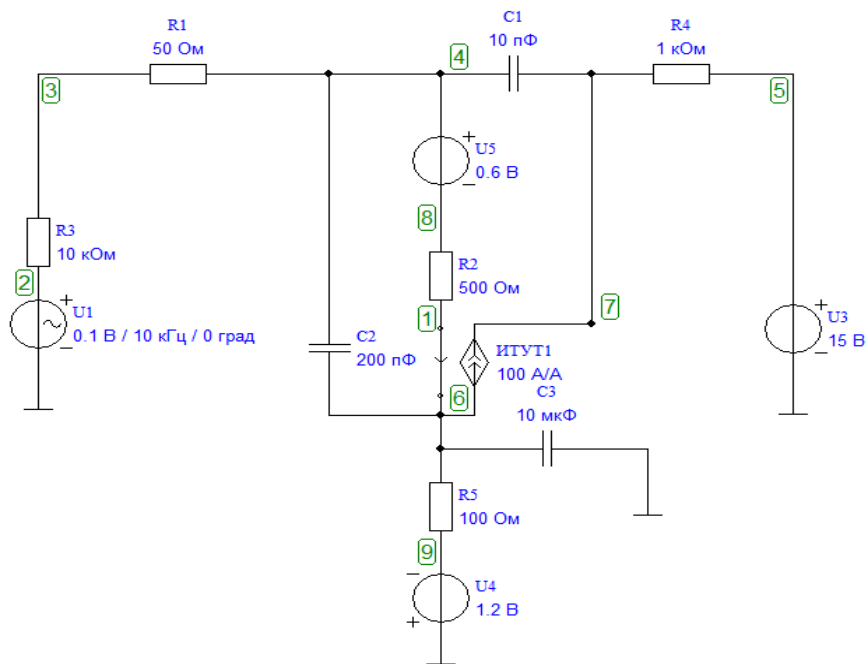 R1
50 Ом
3
4
C1
10 пФ
R4
1 кОм
5
+
U5
0.6 В
−
8
R3
10 кОм
2
+
U1
0.1 В / 10 кГц / 0 град
−
R2
500 Ом
1
7
C2
200 пФ
ИТУТ1
100 А/А
+
U3
15 В
−
6
C3
10 мкФ
R5
100 Ом
9
−
U4
1.2 В
+